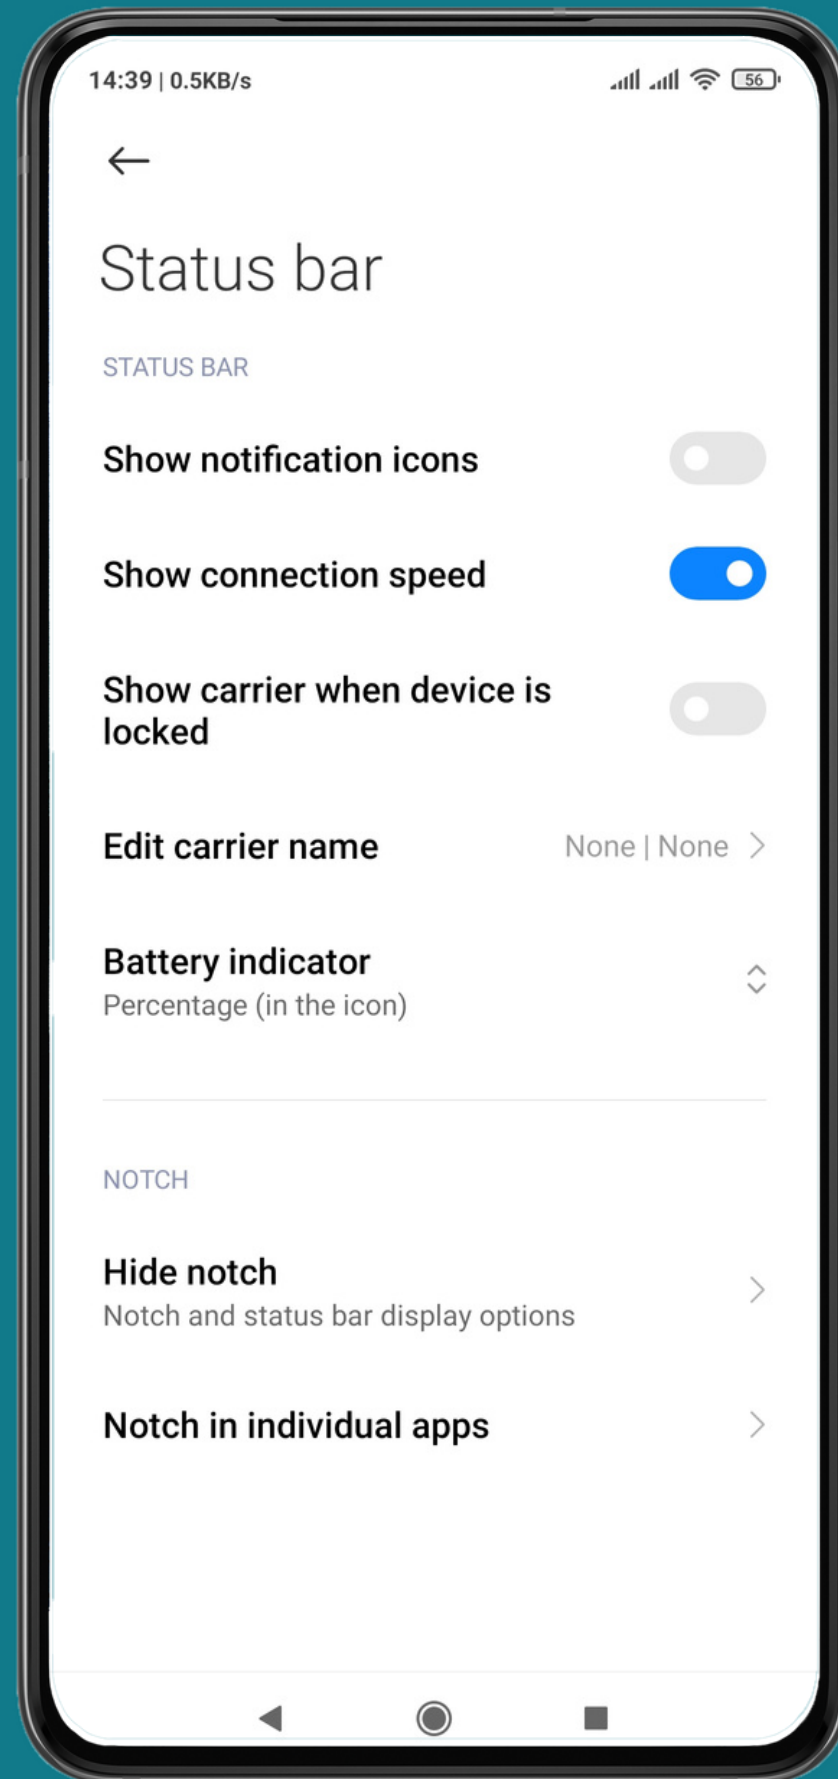 14:39 | 0.5KB/s
56
Status bar
STATUS BAR
Show notification icons
Show connection speed
Show carrier when device is
locked
Edit carrier name None | None
Battery indicator
Percentage (in the icon)
NOTCH
Hide notch
Notch and status bar display options
Notch in individual apps